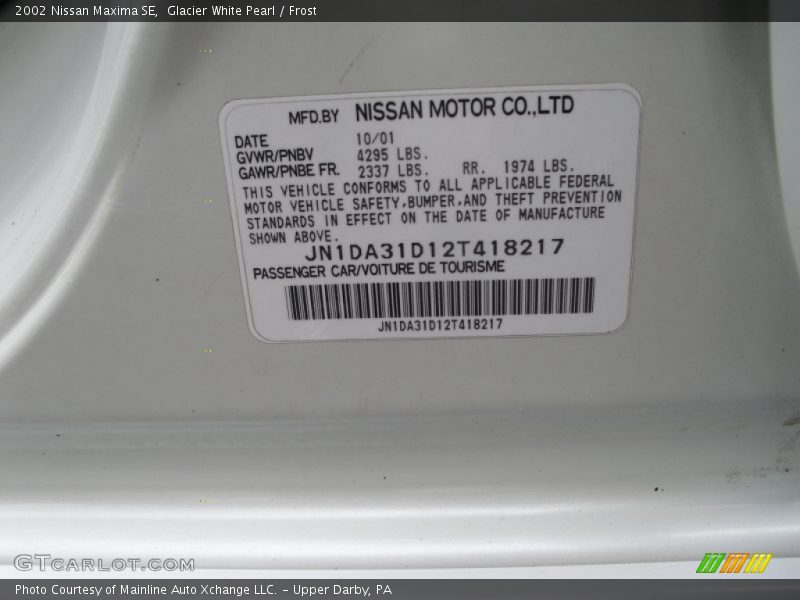 2002 Nissan Maxima SE,  Glacier White Pearl / Frost
MFD.BY NISSAN MOTOR CO.,LTD
DATE 10/01
GVWR/PNBV 4295 LBS.
GAWR/PNBE FR. 2337 LBS. RR. 1974 LBS.
THIS VEHICLE CONFORMS TO ALL APPLICABLE FEDERAL
MOTOR VEHICLE SAFETY,BUMPER,AND THEFT PREVENTION
STANDARDS IN EFFECT ON THE DATE OF MANUFACTURE
SHOWN ABOVE.
JN1DA31D12T418217
PASSENGER CAR/VOITURE DE TOURISME
JN1DA31D12T418217
GTCARLOT.COM
Photo Courtesy of Mainline Auto Xchange LLC. – Upper Darby, PA